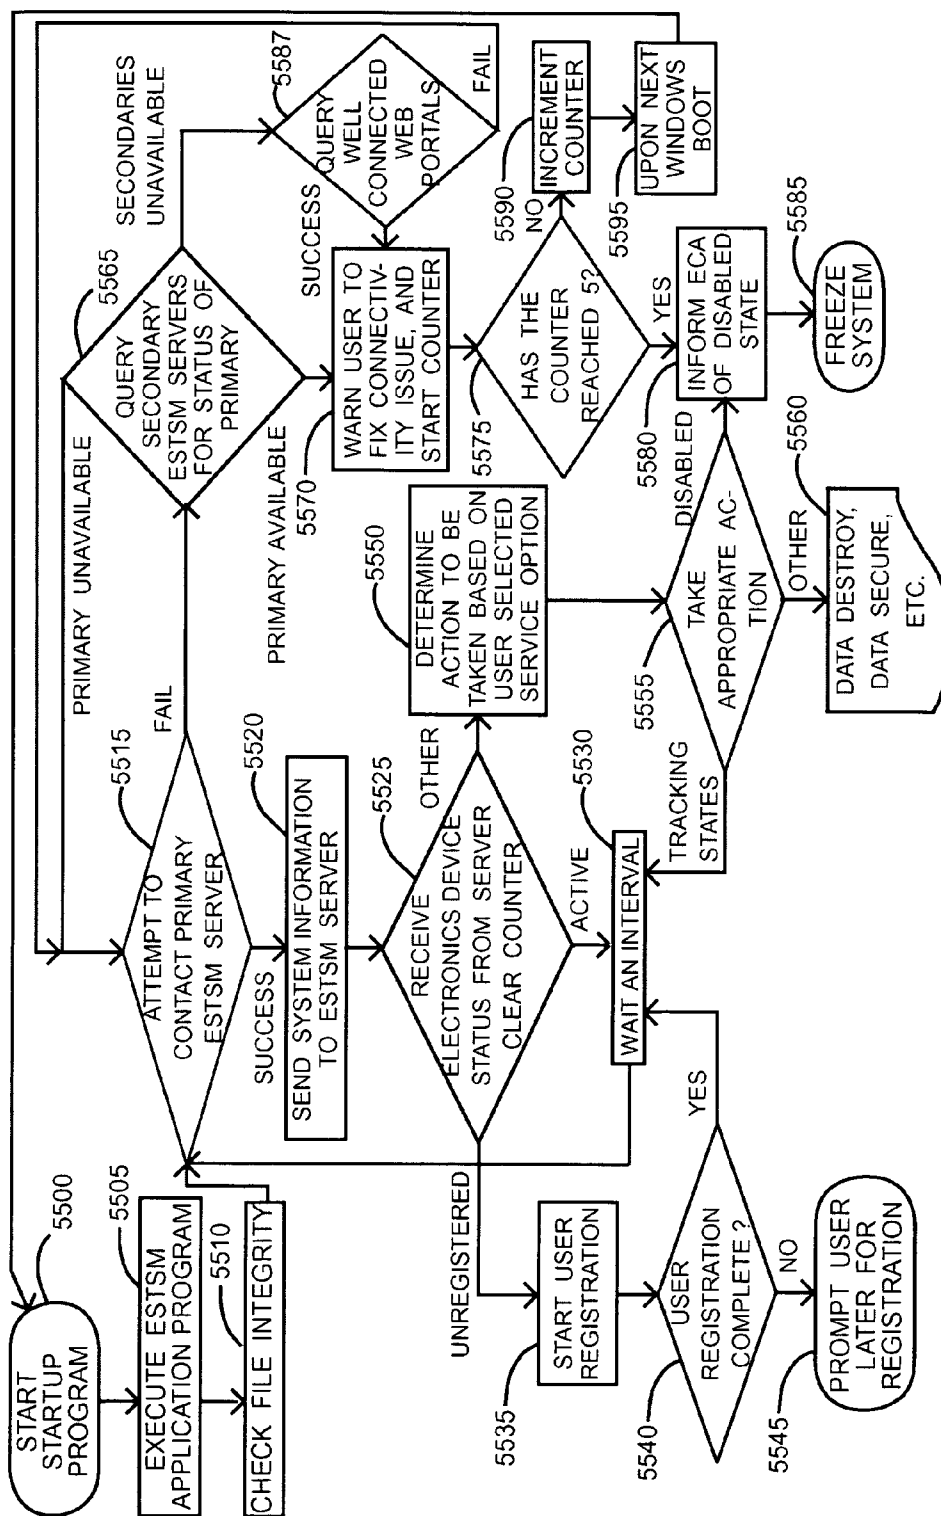 START
STARTUP
PROGRAM
5500
EXECUTE ESTSM
APPLICATION PROGRAM
5505
CHECK FILE INTEGRITY
5510
ATTEMPT TO
CONTACT PRIMARY
ESTSM SERVER
5515
FAIL
SUCCESS
SEND SYSTEM INFORMATION
TO ESTSM SERVER
5520
RECEIVE
ELECTRONICS DEVICE
STATUS FROM SERVER
CLEAR COUNTER
5525
OTHER
ACTIVE
UNREGISTERED
WAIT AN INTERVAL
5530
START USER
REGISTRATION
5535
USER
REGISTRATION
COMPLETE ?
5540
YES
NO
PROMPT USER
LATER FOR
REGISTRATION
5545
DETERMINE
ACTION TO BE
TAKEN BASED ON
USER SELECTED
SERVICE OPTION
5550
TAKE
APPROPRIATE AC-
TION
5555
TRACKING
STATES
DISABLED
OTHER
DATA DESTROY,
DATA SECURE,
ETC.
5560
QUERY
SECONDARY
ESTSM SERVERS
FOR STATUS OF
PRIMARY
5565
PRIMARY UNAVAILABLE
PRIMARY AVAILABLE
SECONDARIES
UNAVAILABLE
QUERY
WELL
CONNECTED
WEB
PORTALS
5587
FAIL
SUCCESS
WARN USER TO
FIX CONNECTIV-
ITY ISSUE, AND
START COUNTER
5570
HAS THE
COUNTER
REACHED 5?
5575
NO
YES
INCREMENT
COUNTER
5590
UPON NEXT
WINDOWS
BOOT
5595
INFORM ECA
OF DISABLED
STATE
5580
FREEZE
SYSTEM
5585